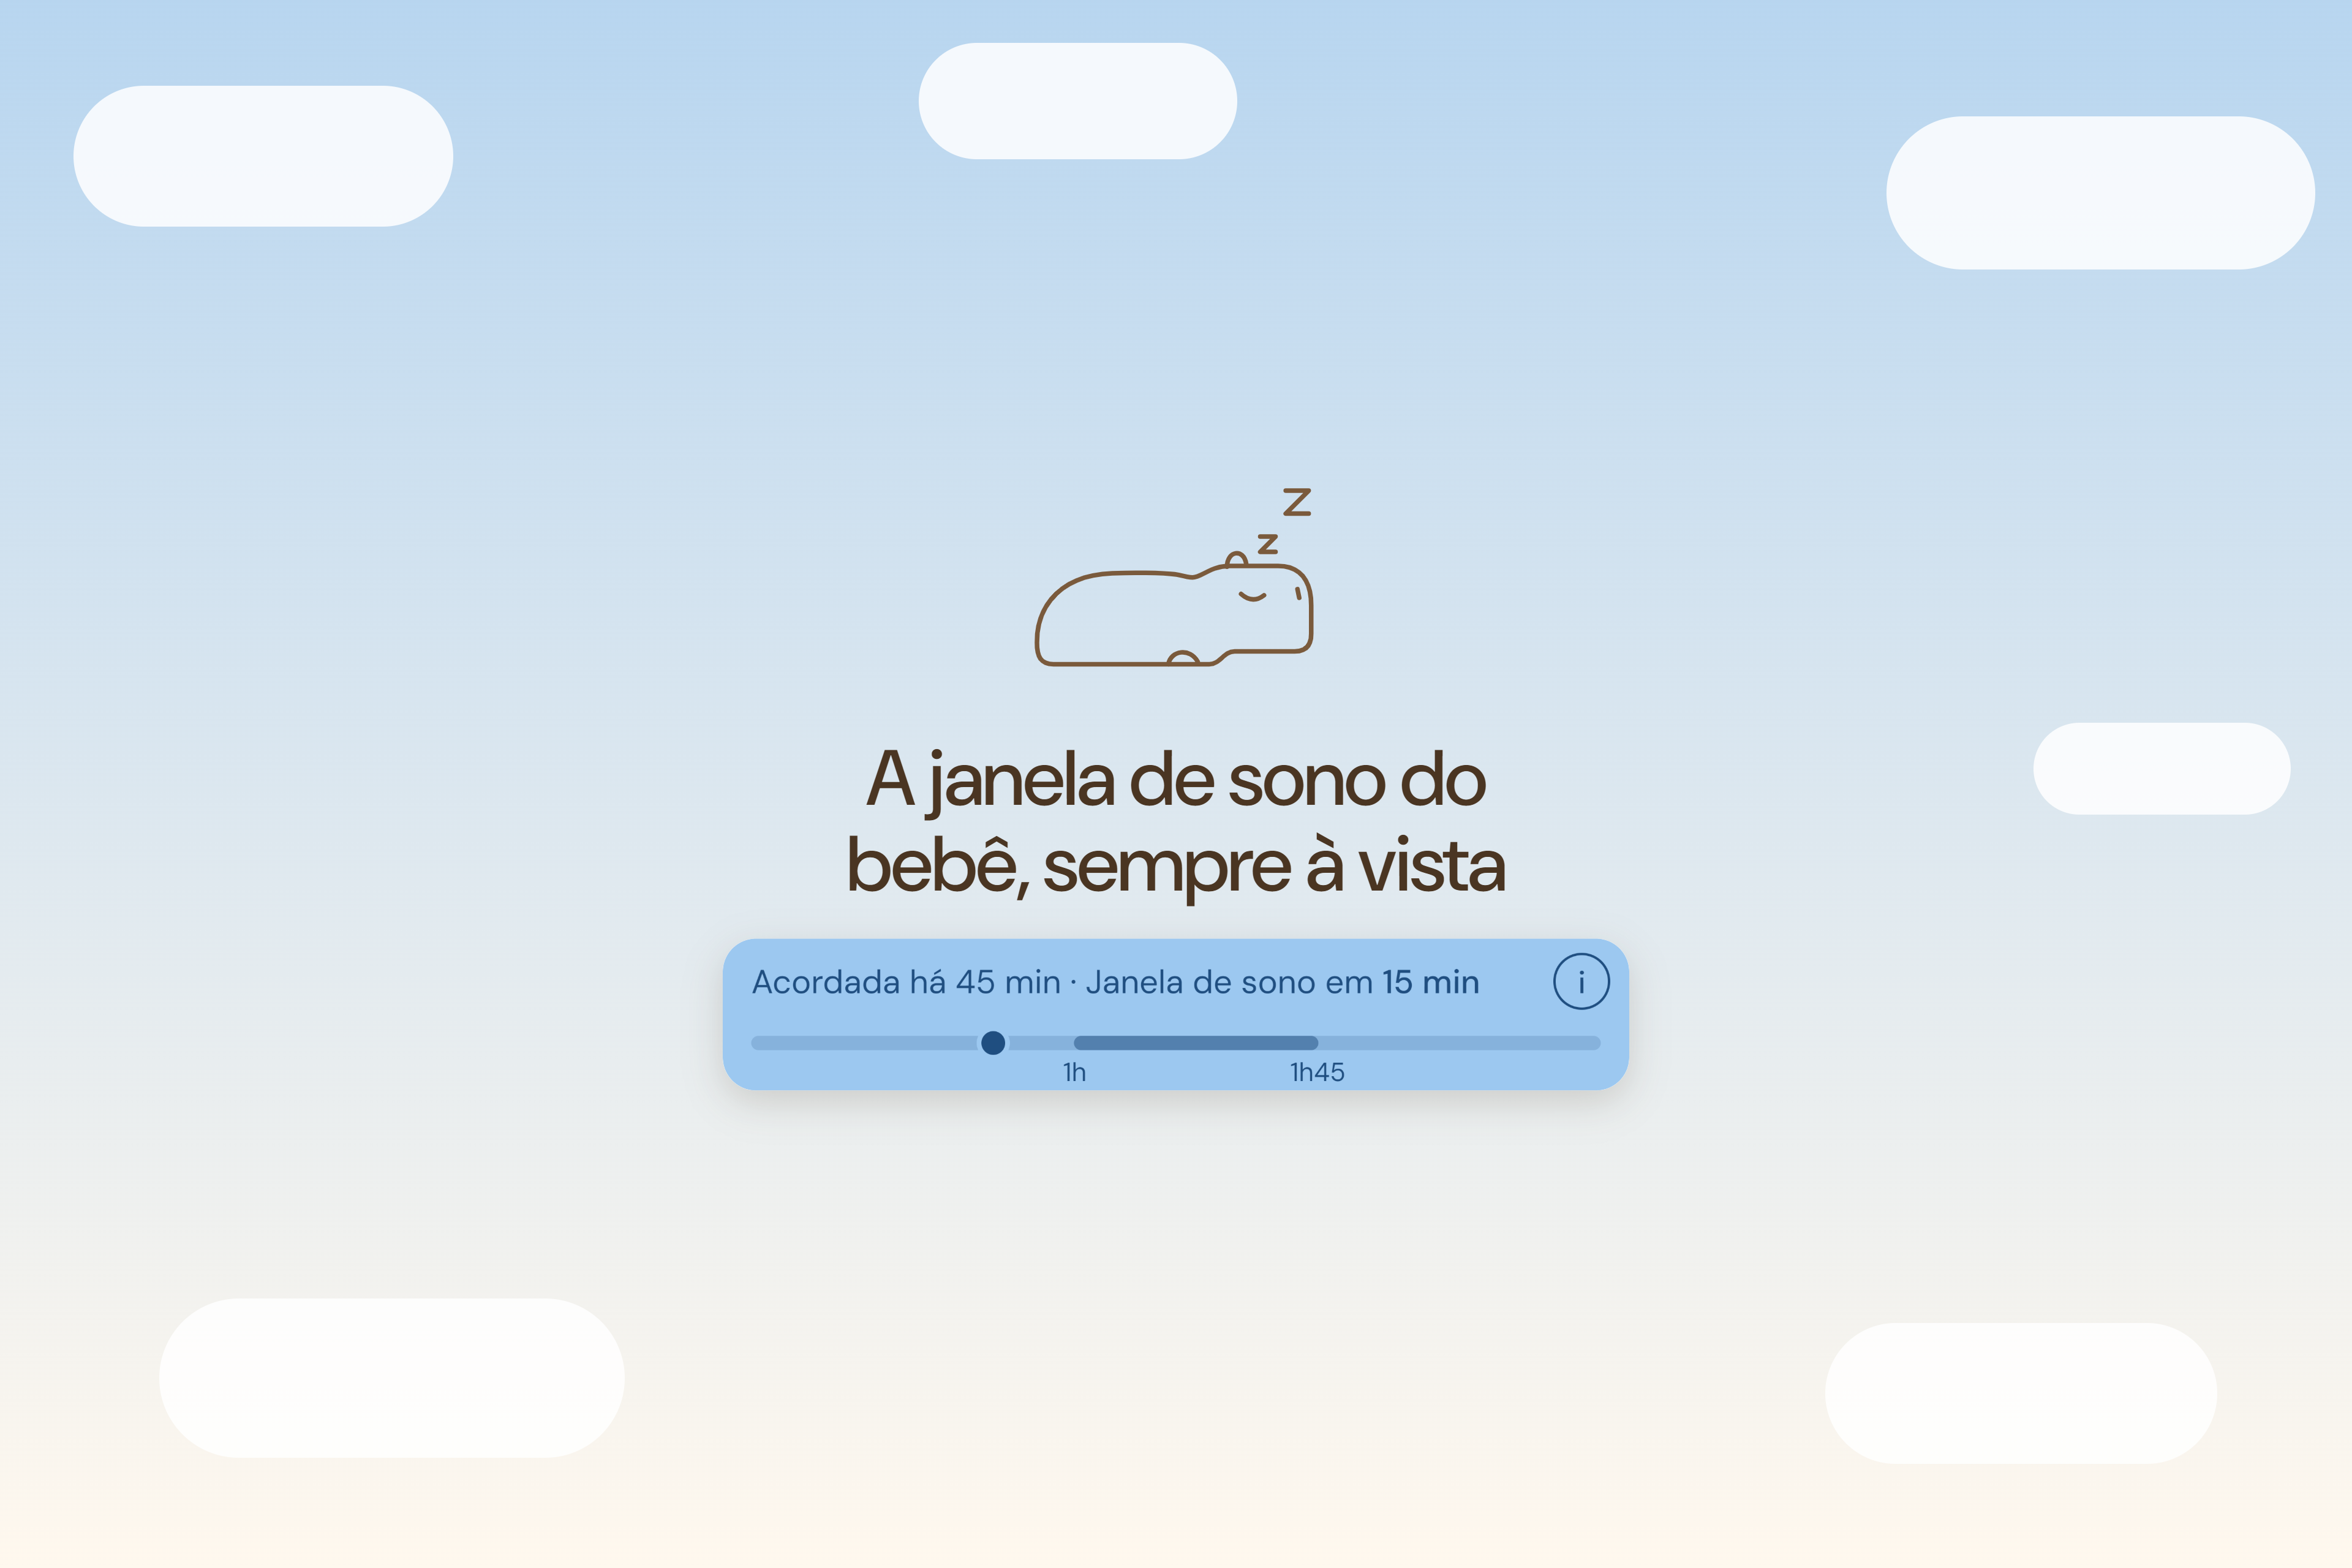 z
z
A janela de sono do
bebê, sempre à vista
Acordada há 45 min · Janela de sono em 15 min
i
1h 1h45